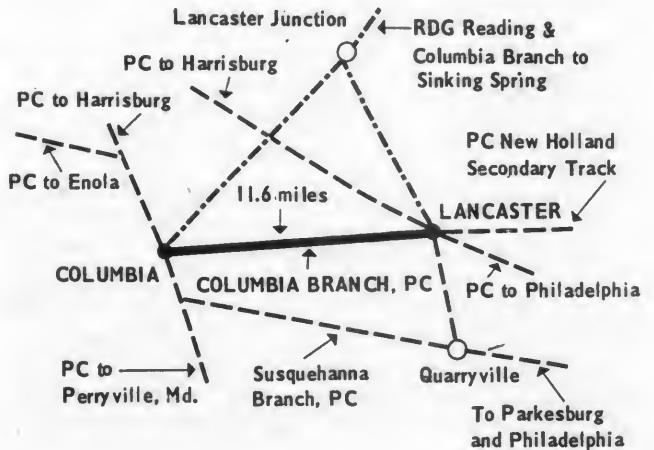 Lancaster Junction
RDG Reading &
Columbia Branch to
Sinking Spring
PC to Harrisburg
PC to Harrisburg
PC to Enola
PC New Holland
Secondary Track
11.6 miles
LANCASTER
COLUMBIA
COLUMBIA BRANCH, PC
PC to Philadelphia
PC to
Perryville, Md.
Susquehanna
Branch, PC
Quarryville
To Parkesburg
and Philadelphia